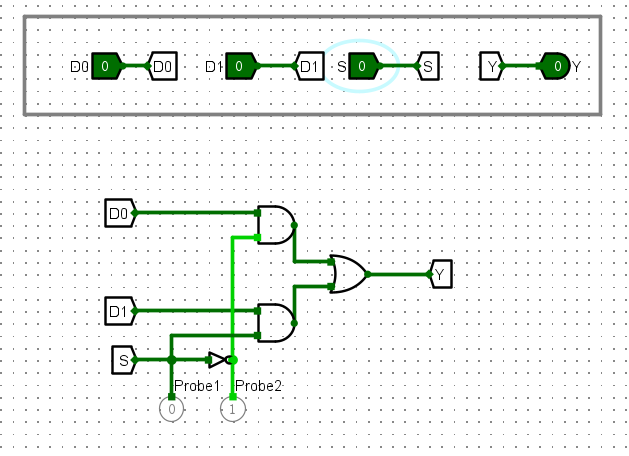 D0 0 D0 D1 0 D1 S 0 S Y 0 Y
D0
Y
D1
S
Probe1 Probe2
0 1